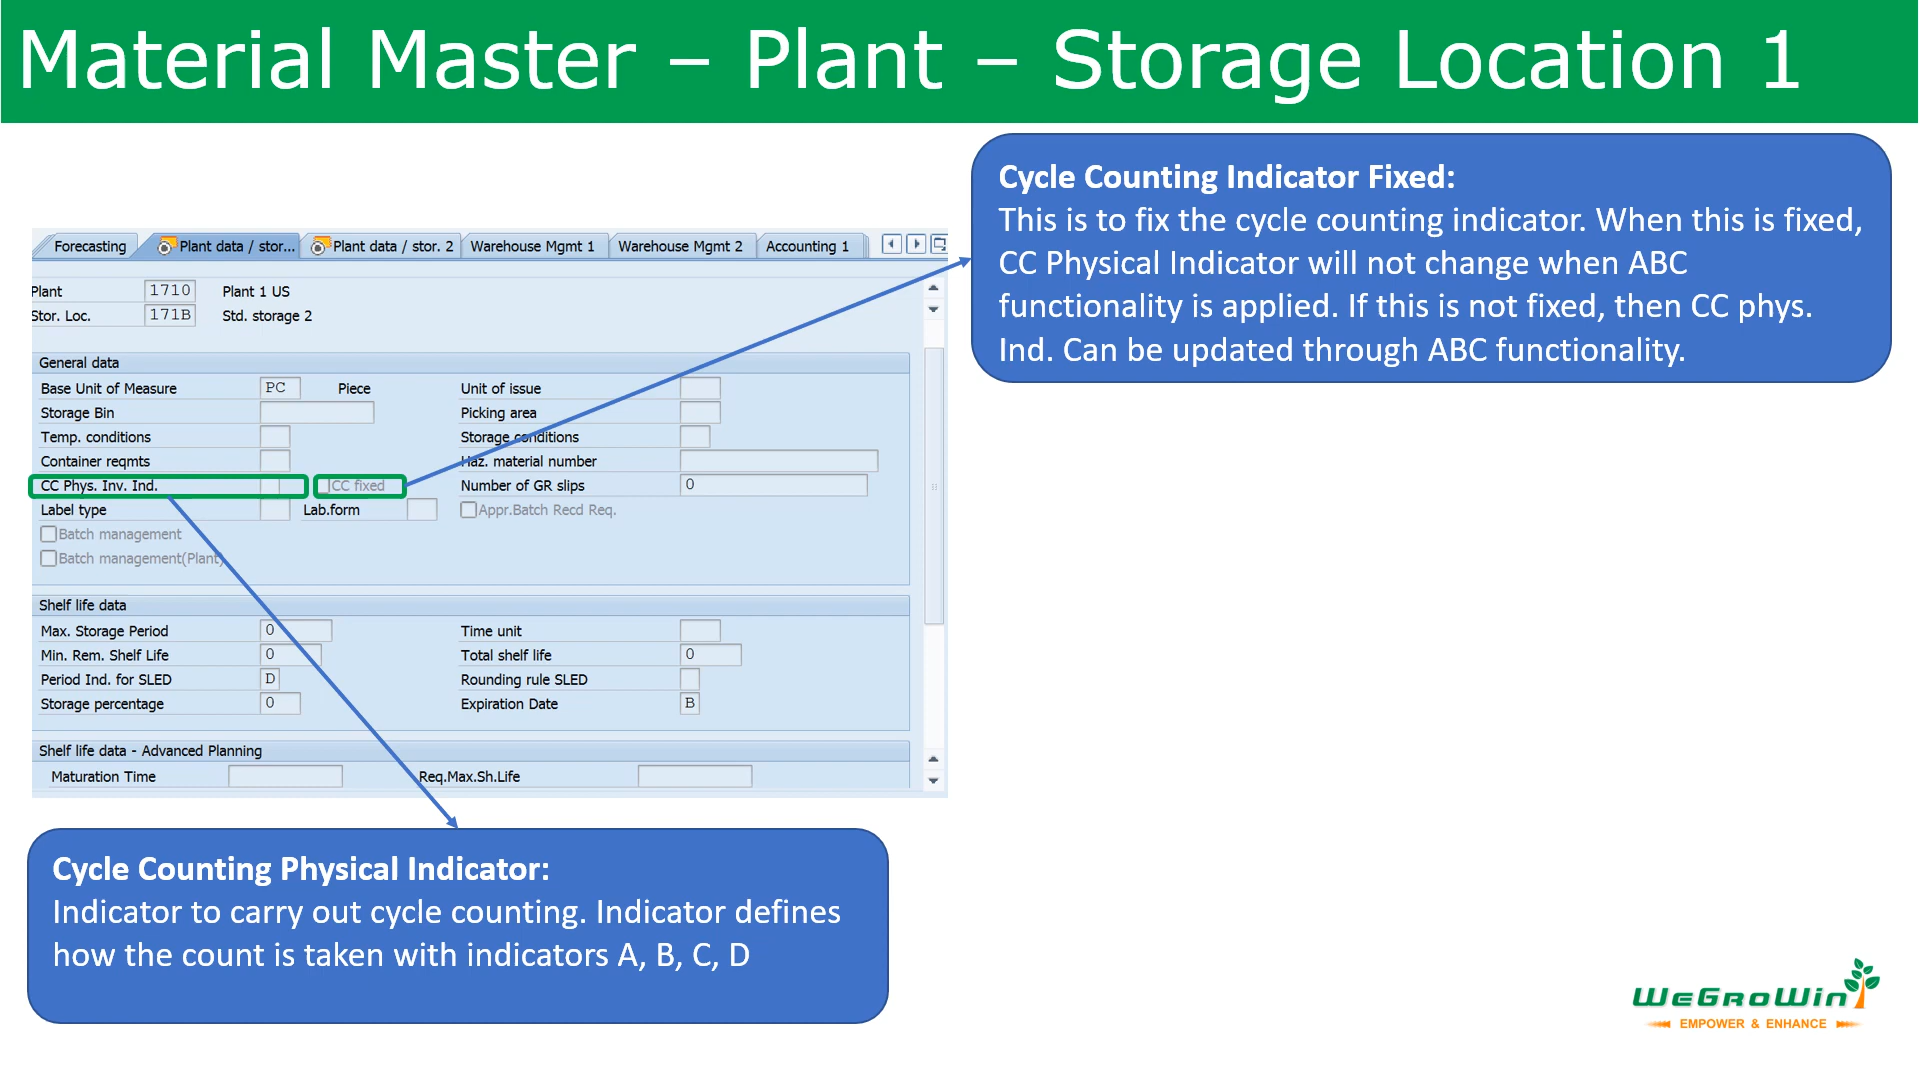 Material Master – Plant – Storage Location 1
Cycle Counting Indicator Fixed:
This is to fix the cycle counting indicator. When this is fixed,
CC Physical Indicator will not change when ABC
functionality is applied. If this is not fixed, then CC phys.
Ind. Can be updated through ABC functionality.
Forecasting Plant data / stor... Plant data / stor. 2 Warehouse Mgmt 1 Warehouse Mgmt 2 Accounting 1
Plant 1710 Plant 1 US
Stor. Loc. 171B Std. storage 2
General data
Base Unit of Measure PC Piece Unit of issue
Storage Bin Picking area
Temp. conditions Storage conditions
Container reqmts Haz. material number
CC Phys. Inv. Ind. CC fixed Number of GR slips 0
Label type Lab.form Appr.Batch Recd Req.
Batch management
Batch management(Plant)
Shelf life data
Max. Storage Period 0 Time unit
Min. Rem. Shelf Life 0 Total shelf life 0
Period Ind. for SLED D Rounding rule SLED
Storage percentage 0 Expiration Date B
Shelf life data - Advanced Planning
Maturation Time Req.Max.Sh.Life
Cycle Counting Physical Indicator:
Indicator to carry out cycle counting. Indicator defines
how the count is taken with indicators A, B, C, D
WeGroWin
EMPOWER & ENHANCE